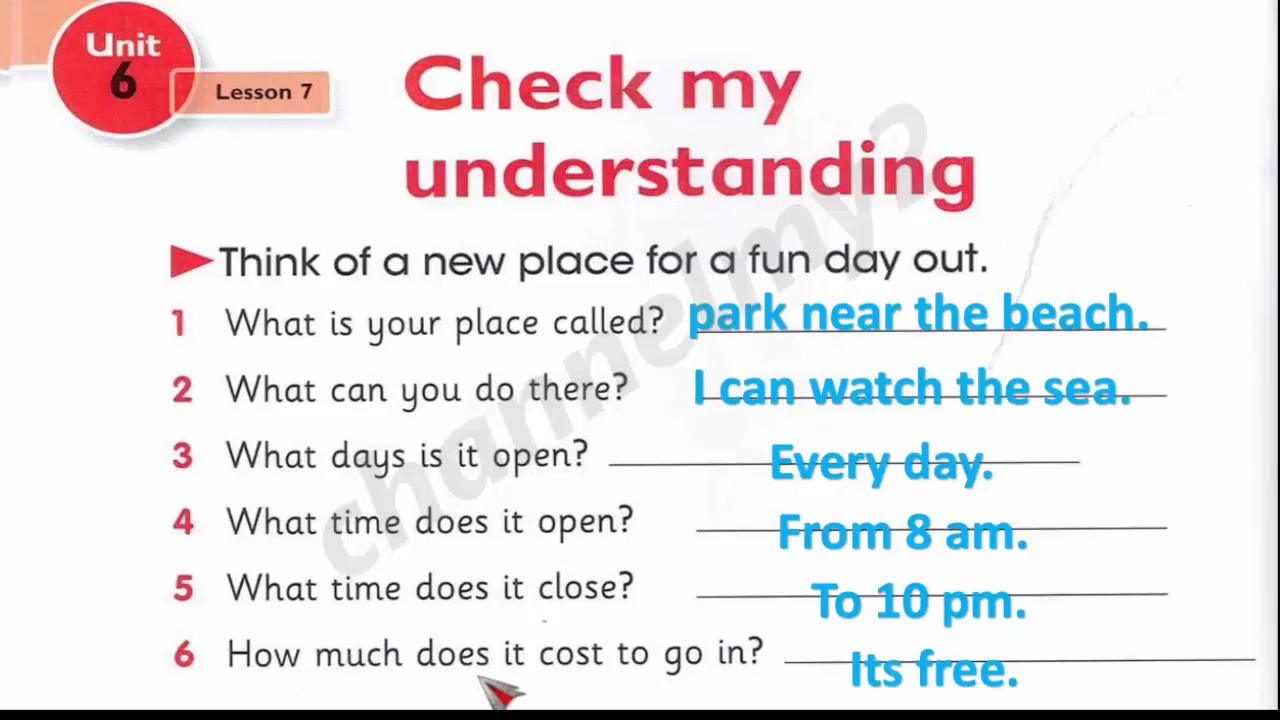 Unit
6
Lesson 7
Check my
understanding
Think of a new place for a fun day out.
1 What is your place called? park near the beach.
2 What can you do there? I can watch the sea.
3 What days is it open? Every day.
4 What time does it open? From 8 am.
5 What time does it close? To 10 pm.
6 How much does it cost to go in? Its free.
channelmy2